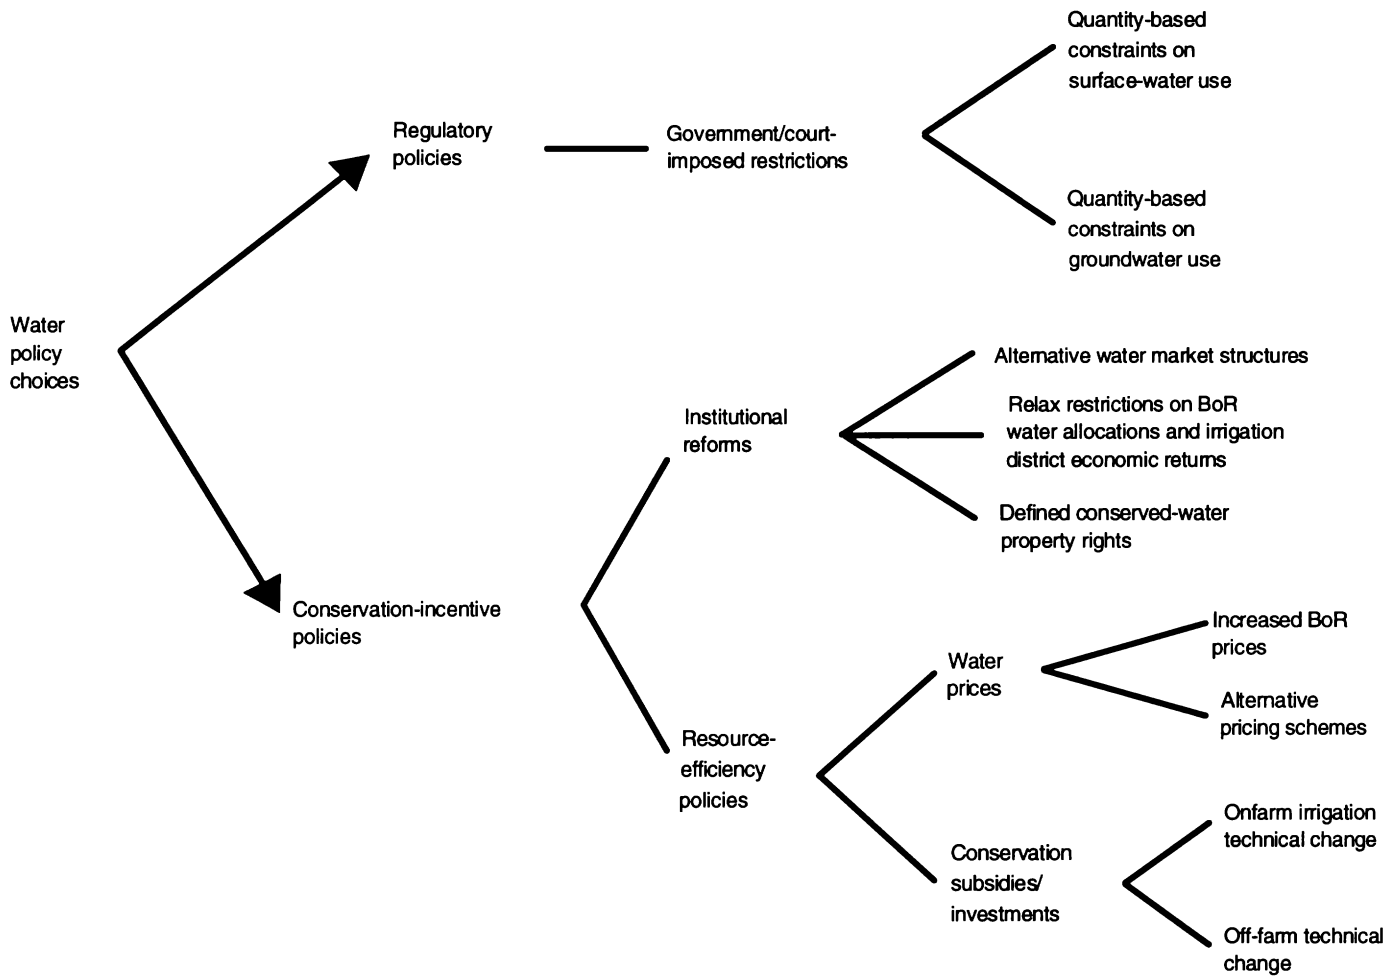 Water
policy
choices
Regulatory
policies
Government/court-
imposed restrictions
Quantity-based
constraints on
surface-water use
Quantity-based
constraints on
groundwater use
Conservation-incentive
policies
Institutional
reforms
Alternative water market structures
Relax restrictions on BoR
water allocations and irrigation
district economic returns
Defined conserved-water
property rights
Resource-
efficiency
policies
Water
prices
Increased BoR
prices
Alternative
pricing schemes
Conservation
subsidies/
investments
Onfarm irrigation
technical change
Off-farm technical
change